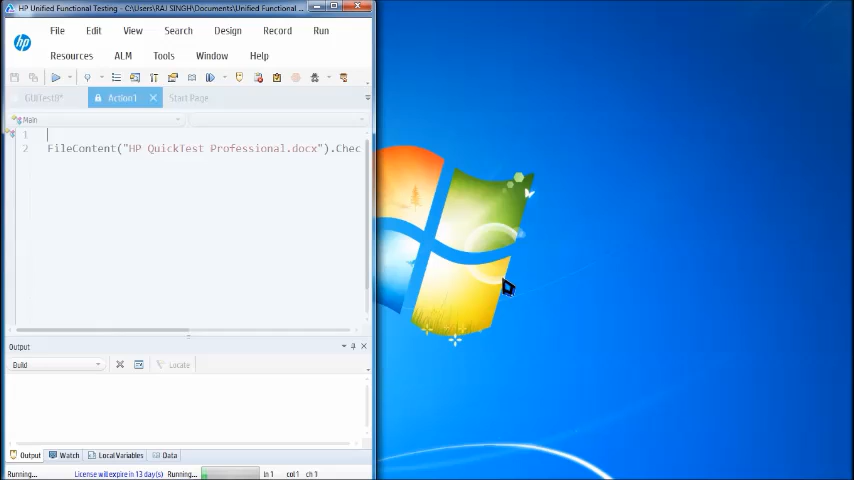 HP Unified Functional Testing - C:\Users\RAJ SINGH\Documents\Unified Functional ...
hp
File Edit View Search Design Record Run
Resources ALM Tools Window Help
GUITest8* Action1 Start Page
Main
1
2 FileContent("HP QuickTest Professional.docx").Chec
Output
Build Locate
Output Watch Local Variables Data
Running... License will expire in 13 day(s) Running... ln 1 col 1 ch 1